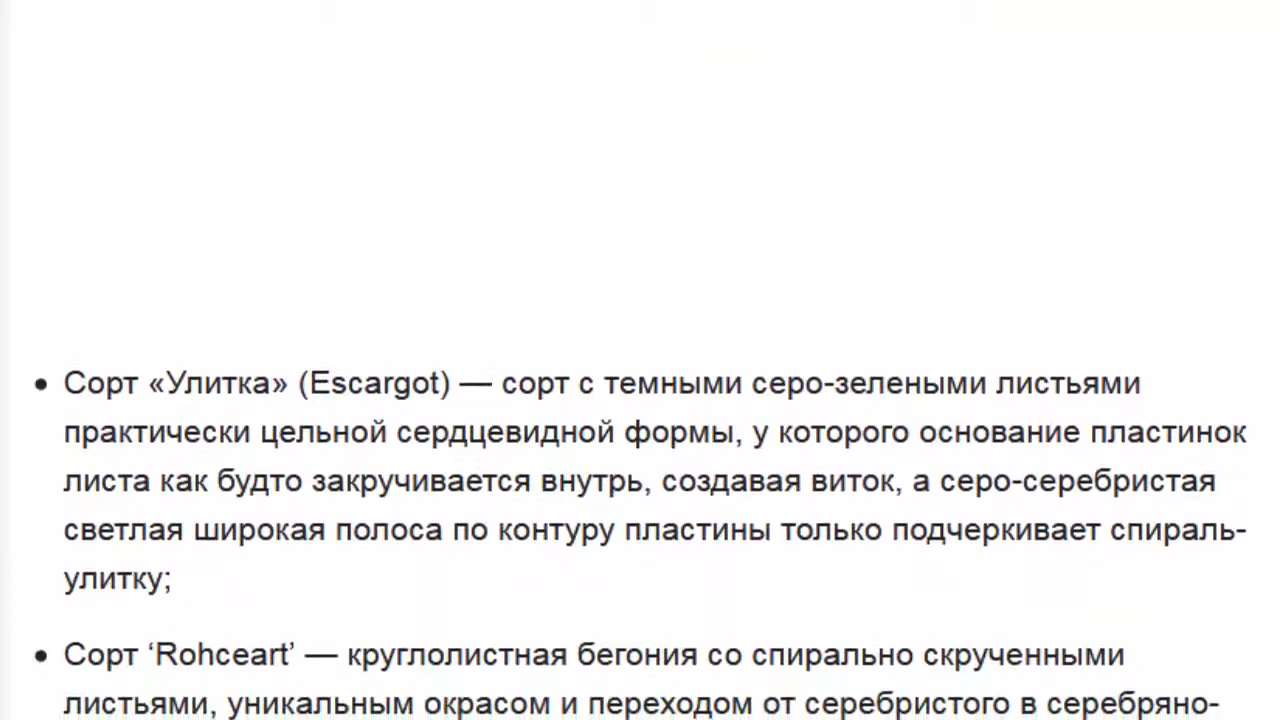 • Сорт «Улитка» (Escargot) — сорт с темными серо-зелеными листьями
практически цельной сердцевидной формы, у которого основание пластинок
листа как будто закручивается внутрь, создавая виток, а серо-серебристая
светлая широкая полоса по контуру пластины только подчеркивает спираль-
улитку;
• Сорт ‘Rohceart’ — круглолистная бегония со спирально скрученными
листьями, уникальным окрасом и переходом от серебристого в серебряно-